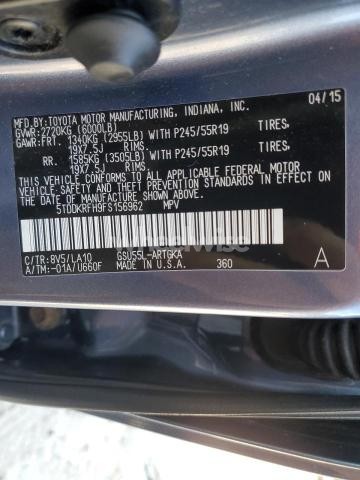 MFD.BY:TOYOTA MOTOR MANUFACTURING, INDIANA, INC. 04/15
GVWR:2720KG (6000LB)
GAWR:FRT. 1340KG (2955LB)WITH P245/55R19 TIRES,
19X7.5J RIMS,
RR. 1585KG (3505LB)WITH P245/55R19 TIRES,
19X7.5J RIMS.
THIS VEHICLE CONFORMS TO ALL APPLICABLE FEDERAL MOTOR
VEHICLE SAFETY AND THEFT PREVENTION
STANDARDS IN EFFECT ON THE DATE OF
MANUFACTURE SHOWN ABOVE.
5TDDKRFH9FS156962 MPV
C/TR:8V5/LA10 GSU55L-ARTGKA
A/TM:-01A/U660F MADE IN U.S.A. 360 A